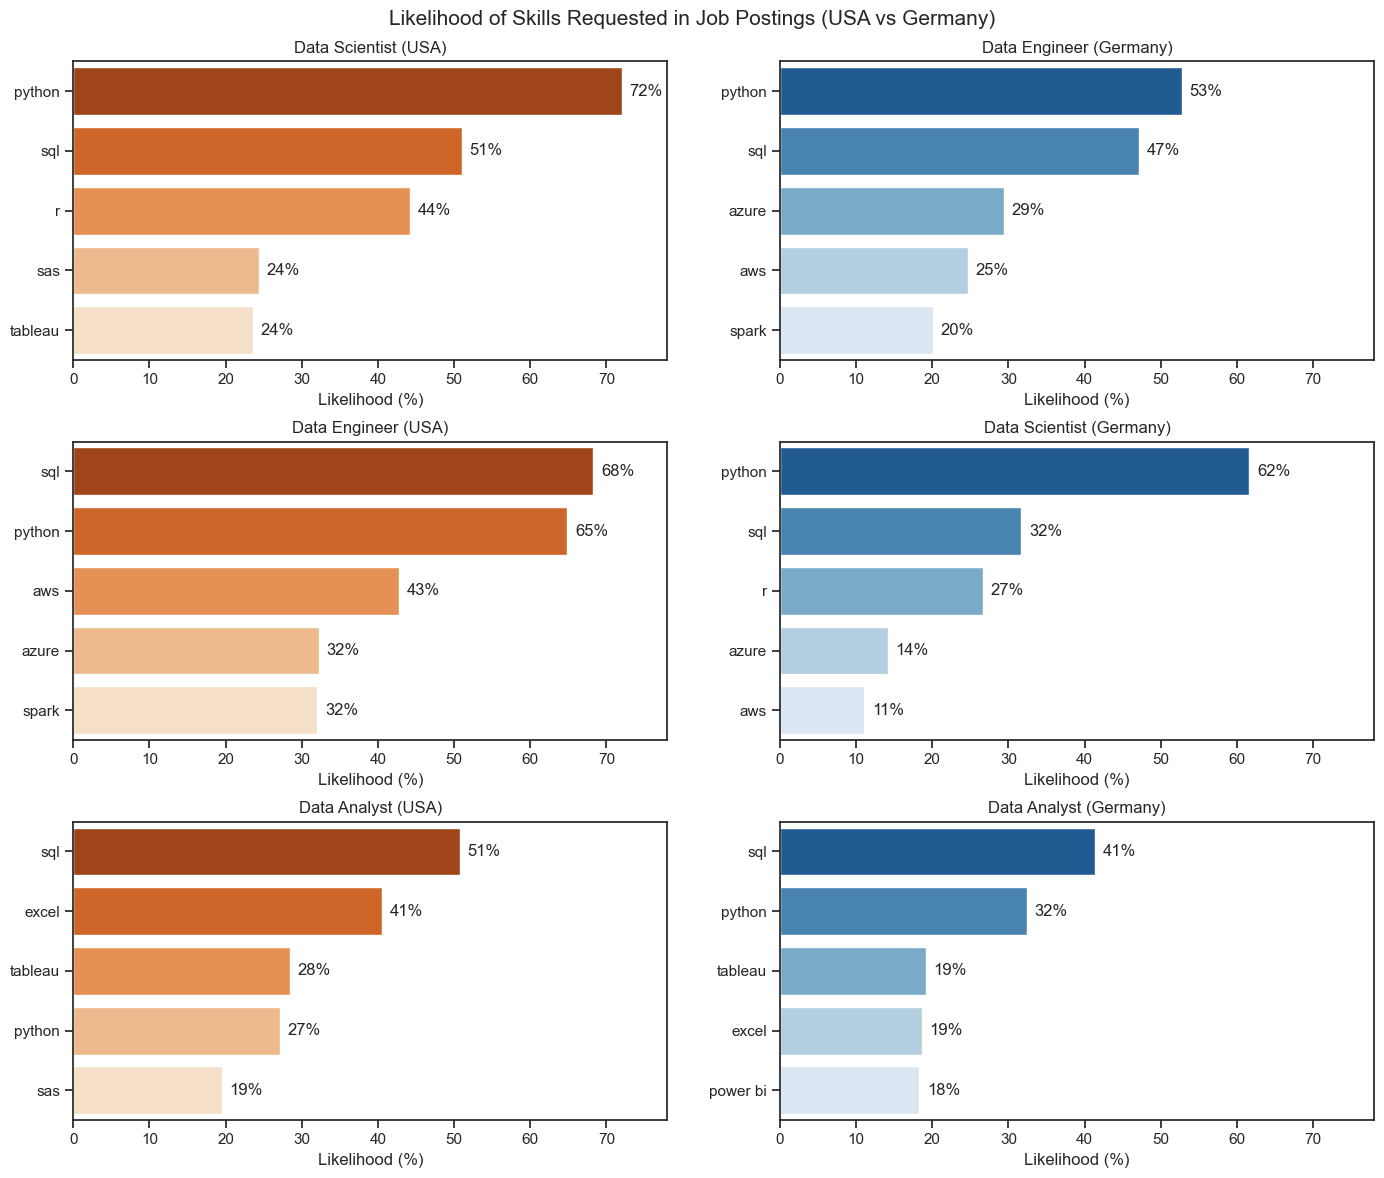 Likelihood of Skills Requested in Job Postings (USA vs Germany)
Data Scientist (USA)
python 72%
sql 51%
r 44%
sas 24%
tableau 24%
0 10 20 30 40 50 60 70
Likelihood (%)
Data Engineer (Germany)
python 53%
sql 47%
azure 29%
aws 25%
spark 20%
0 10 20 30 40 50 60 70
Likelihood (%)
Data Engineer (USA)
sql 68%
python 65%
aws 43%
azure 32%
spark 32%
0 10 20 30 40 50 60 70
Likelihood (%)
Data Scientist (Germany)
python 62%
sql 32%
r 27%
azure 14%
aws 11%
0 10 20 30 40 50 60 70
Likelihood (%)
Data Analyst (USA)
sql 51%
excel 41%
tableau 28%
python 27%
sas 19%
0 10 20 30 40 50 60 70
Likelihood (%)
Data Analyst (Germany)
sql 41%
python 32%
tableau 19%
excel 19%
power bi 18%
0 10 20 30 40 50 60 70
Likelihood (%)